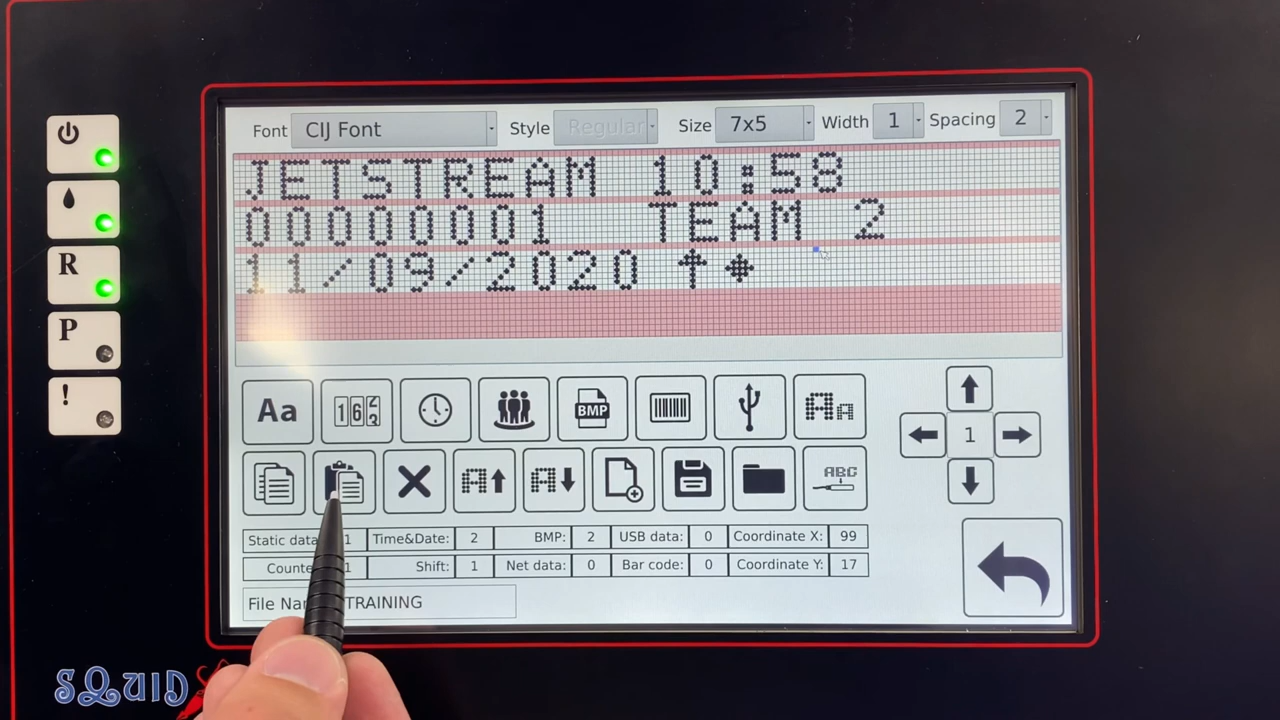 Font CIJ Font Style Regular Size 7x5 Width 1 Spacing 2
JETSTREAM 10:58
00000001 TEAM 2
11/09/2020 ↑
R
P
!
Aa
BMP
Aa
1
A↑
A↓
ABC
Static data 1 Time&Date: 2 BMP: 2 USB data: 0 Coordinate X: 99
1 Shift: 1 Net data: 0 Bar code: 0 Coordinate Y: 17
File TRAINING
SQUID